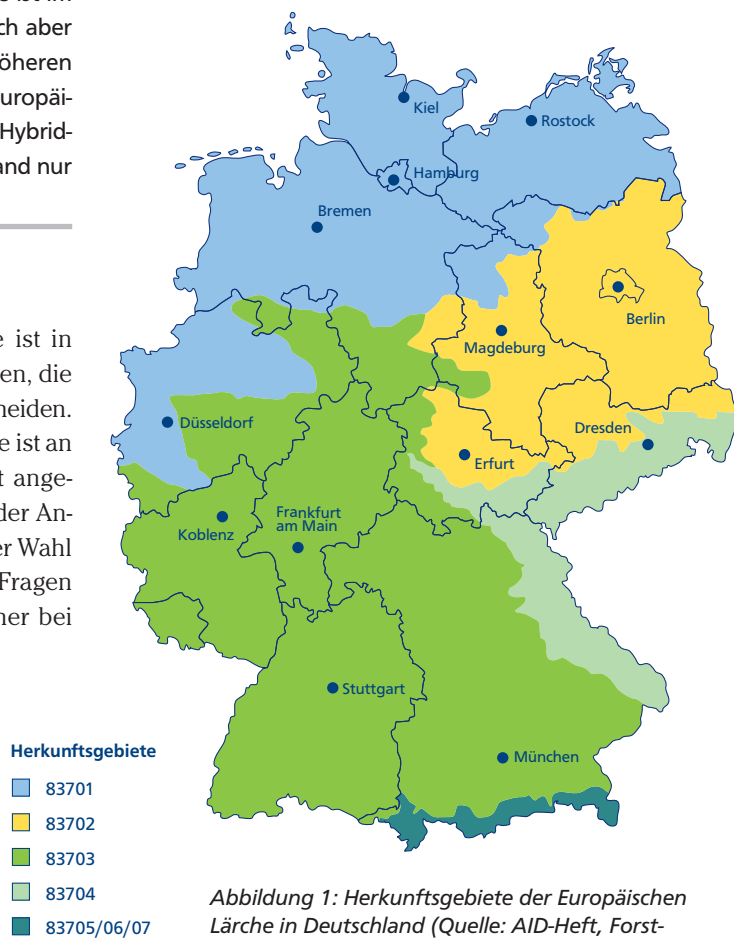 ch aber
öheren
uropäi-
Hybrid-
and nur
e ist in
en, die
heiden.
e ist an
t ange-
der An-
er Wahl
Fragen
ner bei
Kiel
Rostock
Hamburg
Bremen
Berlin
Magdeburg
Düsseldorf
Dresden
Erfurt
Koblenz
Frankfurt
am Main
Stuttgart
München
Herkunftsgebiete
83701
83702
83703
83704
83705/06/07
Abbildung 1: Herkunftsgebiete der Europäischen
Lärche in Deutschland (Quelle: AID-Heft, Forst-